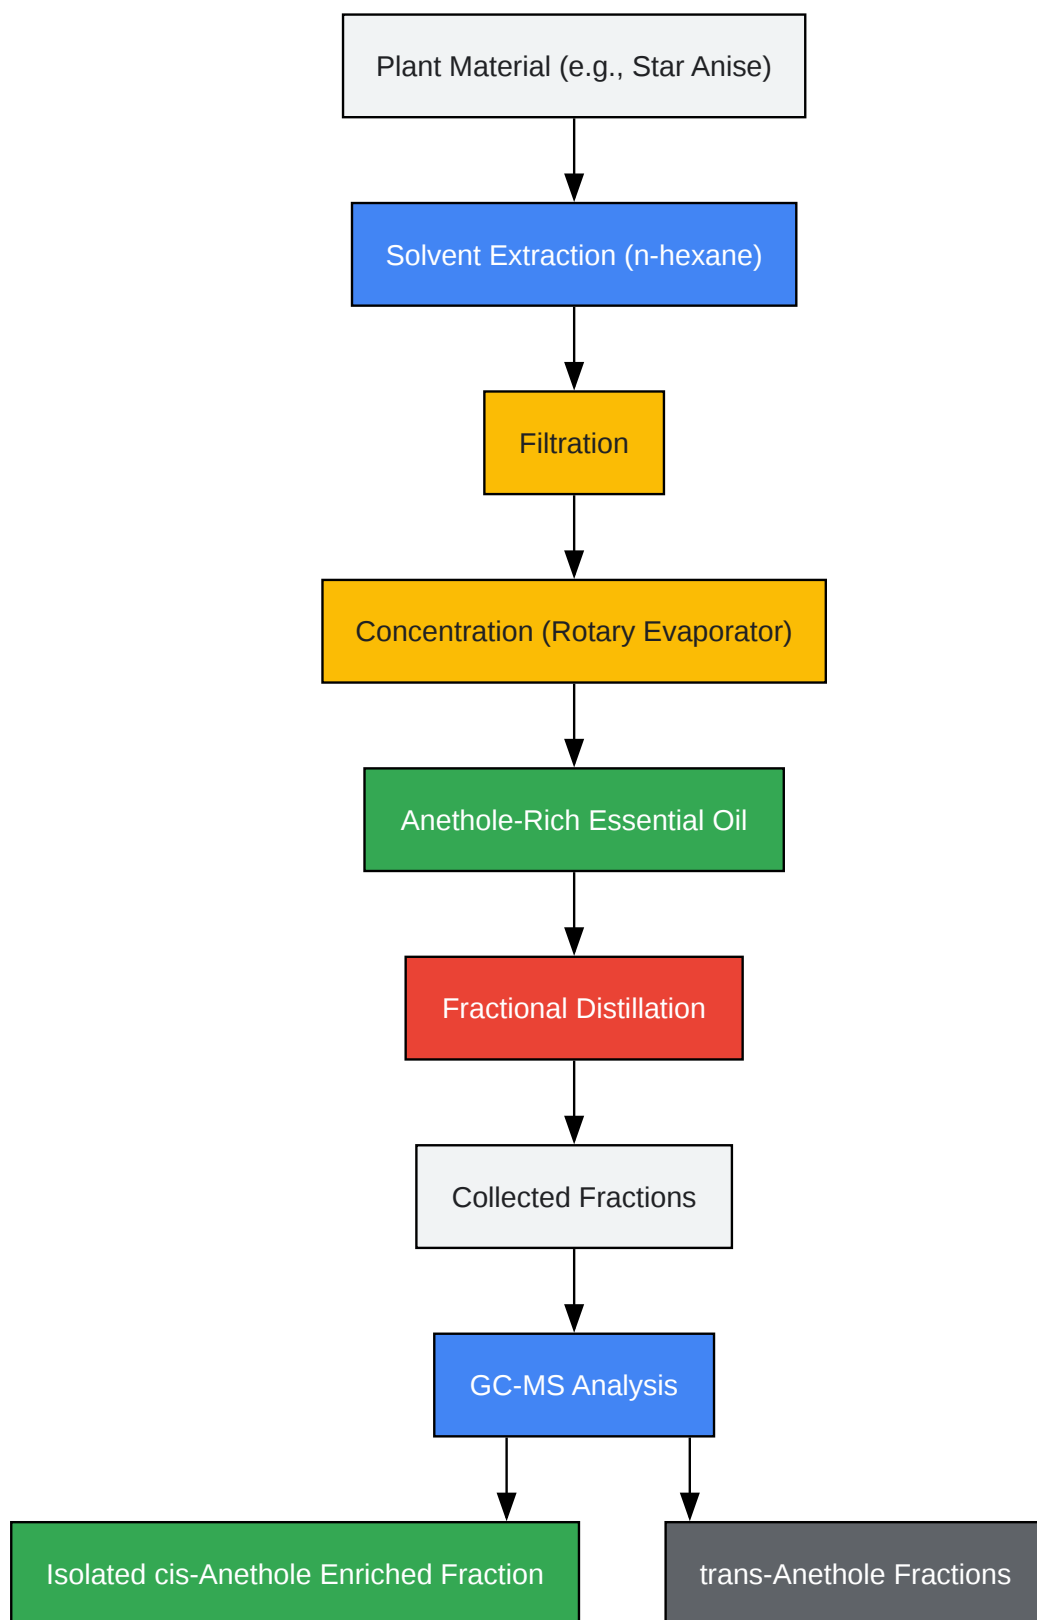 Plant Material (e.g., Star Anise)
Solvent Extraction (n-hexane)
Filtration
Concentration (Rotary Evaporator)
Anethole-Rich Essential Oil
Fractional Distillation
Collected Fractions
GC-MS Analysis
Isolated cis-Anethole Enriched Fraction
trans-Anethole Fractions